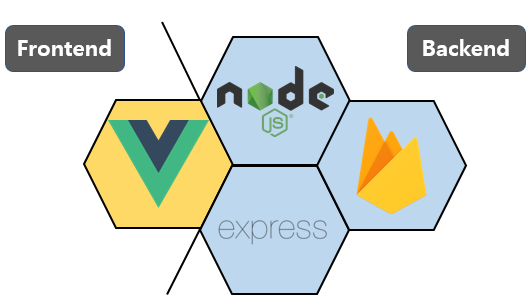 Frontend
Backend
node
JS
express